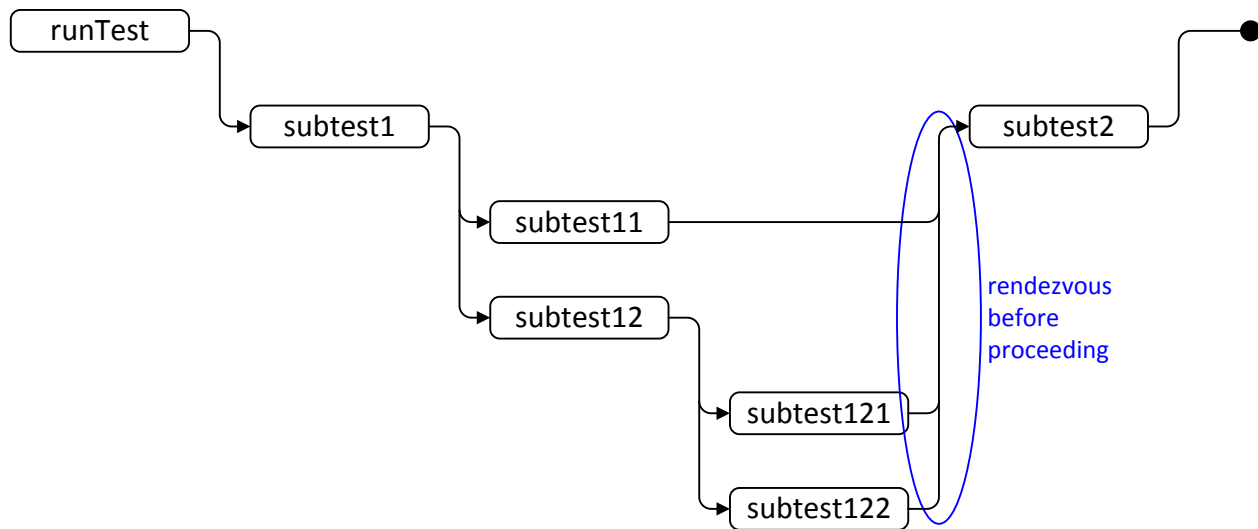 runTest
subtest1
subtest2
subtest11
rendezvous
before
proceeding
subtest12
subtest121
subtest122